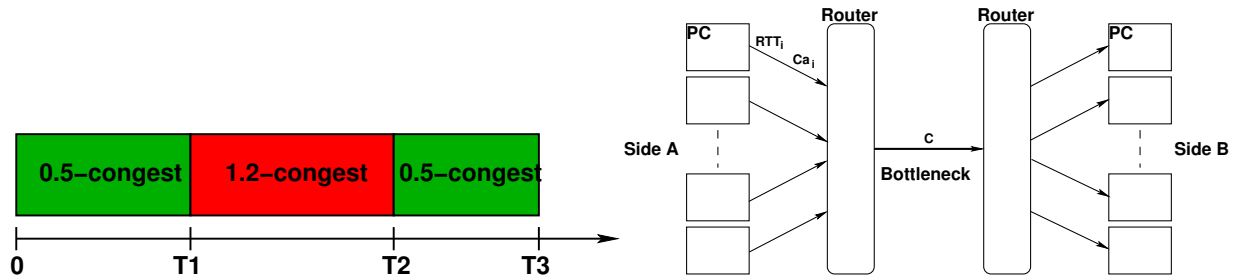 0.5−congest
1.2−congest
0.5−congest
0
T1
T2
T3
Router
Router
PC
PC
RTTi
Cai
Side A
C
Bottleneck
Side B